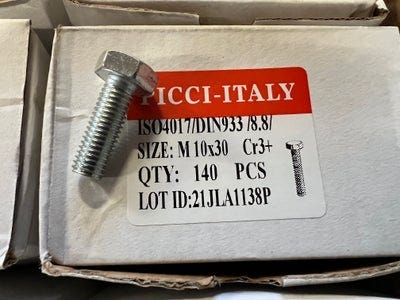 PICCI-ITALY
ISO4017/DIN933 /8.8/
SIZE: M 10x30 Cr3+
QTY: 140 PCS
LOT ID:21JLA1138P